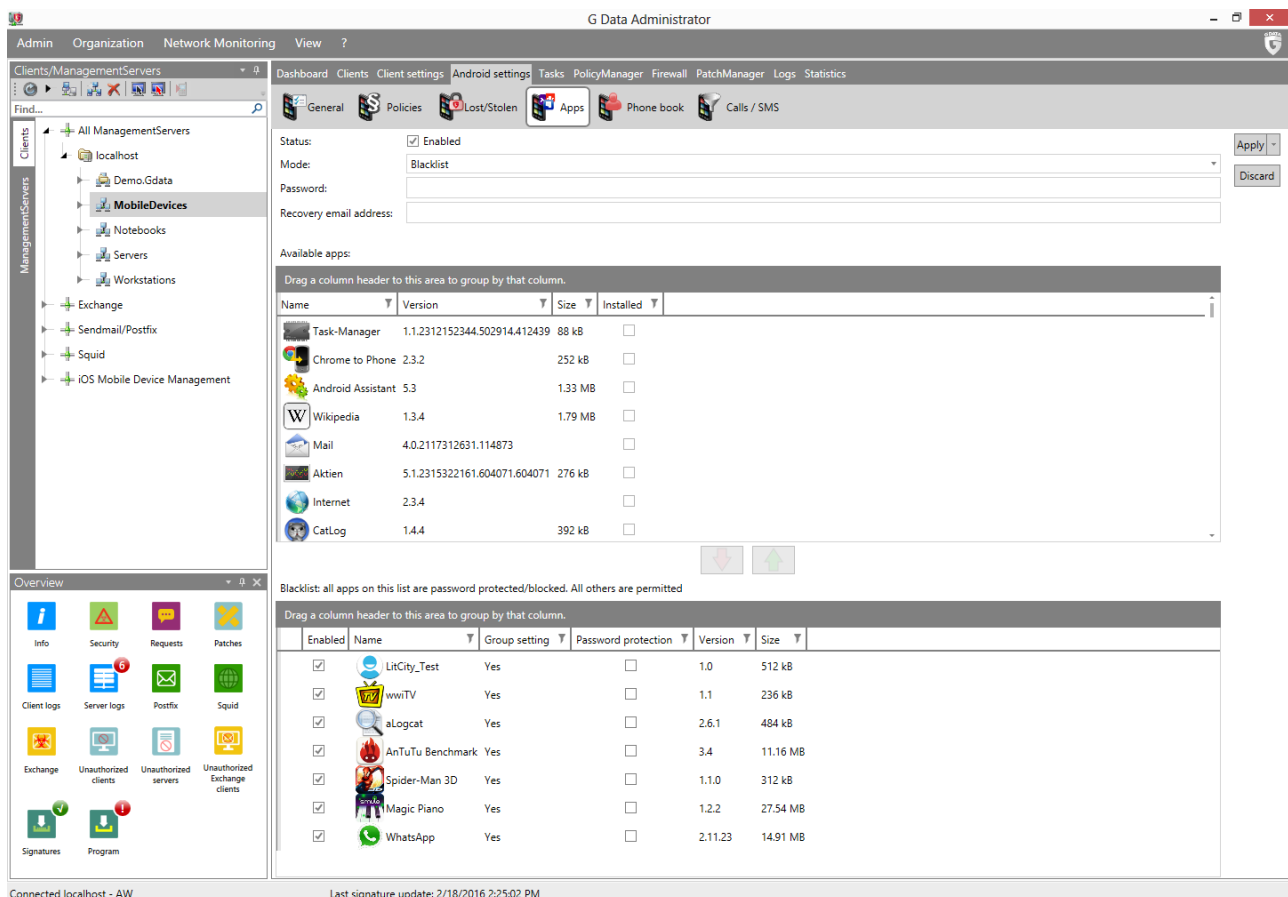 G Data Administrator
Admin Organization Network Monitoring View ?
G DATA
Clients/ManagementServers
Find...
Clients
ManagementServers
All ManagementServers
localhost
Demo.Gdata
MobileDevices
Notebooks
Servers
Workstations
Exchange
Sendmail/Postfix
Squid
iOS Mobile Device Management
Dashboard Clients Client settings Android settings Tasks PolicyManager Firewall PatchManager Logs Statistics
General Policies Lost/Stolen Apps Phone book Calls / SMS
Status: Enabled
Mode: Blacklist
Password:
Recovery email address:
Apply
Discard
Available apps:
Drag a column header to this area to group by that column.
Name Version Size Installed
Task-Manager 1.1.2312152344.502914.412439 88 kB
Chrome to Phone 2.3.2 252 kB
Android Assistant 5.3 1.33 MB
W Wikipedia 1.3.4 1.79 MB
Mail 4.0.2117312631.114873
Aktien 5.1.2315322161.604071.604071 276 kB
Internet 2.3.4
CatLog 1.4.4 392 kB
Blacklist: all apps on this list are password protected/blocked. All others are permitted
Drag a column header to this area to group by that column.
Enabled Name Group setting Password protection Version Size
LitCity_Test Yes 1.0 512 kB
TV wwiTV Yes 1.1 236 kB
aLogcat Yes 2.6.1 484 kB
AnTuTu Benchmark Yes 3.4 11.16 MB
Spider-Man 3D Yes 1.1.0 312 kB
smule Magic Piano Yes 1.2.2 27.54 MB
WhatsApp Yes 2.11.23 14.91 MB
Overview
i
Info
Security
Requests
Patches
Client logs
6
Server logs
Postfix
Squid
Exchange
Unauthorized clients
Unauthorized servers
Unauthorized Exchange clients
Signatures
!
Program
Connected localhost - AW
Last signature update: 2/18/2016 2:25:02 PM